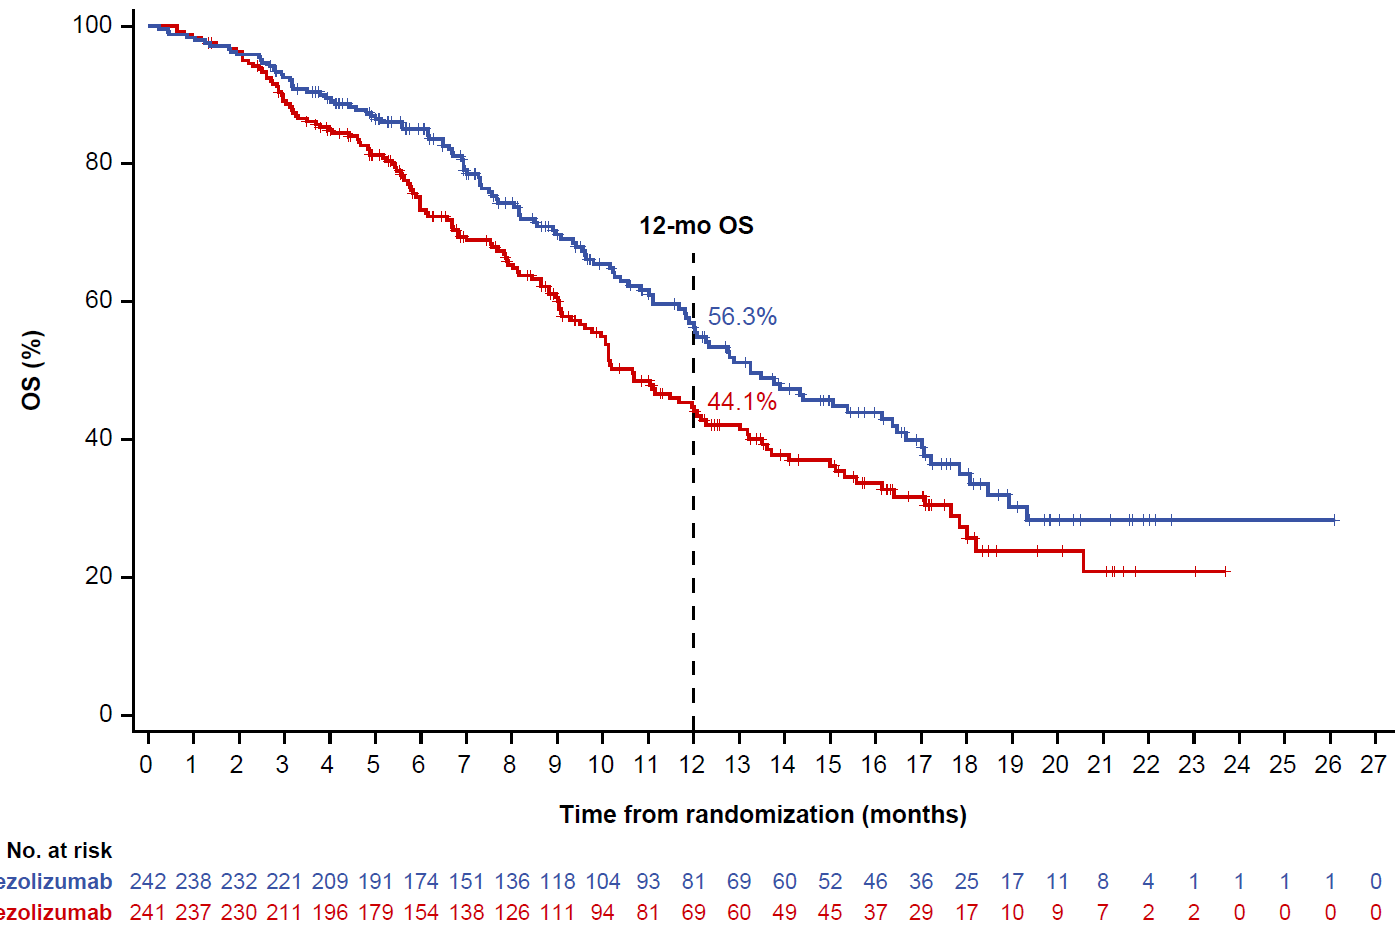 100
80
60
40
20
0
OS (%)
12-mo OS
56.3%
44.1%
0 1 2 3 4 5 6 7 8 9 10 11 12 13 14 15 16 17 18 19 20 21 22 23 24 25 26 27
Time from randomization (months)
No. at risk
ezolizumab 242 238 232 221 209 191 174 151 136 118 104 93 81 69 60 52 46 36 25 17 11 8 4 1 1 1 1 0
ezolizumab 241 237 230 211 196 179 154 138 126 111 94 81 69 60 49 45 37 29 17 10 9 7 2 2 0 0 0 0